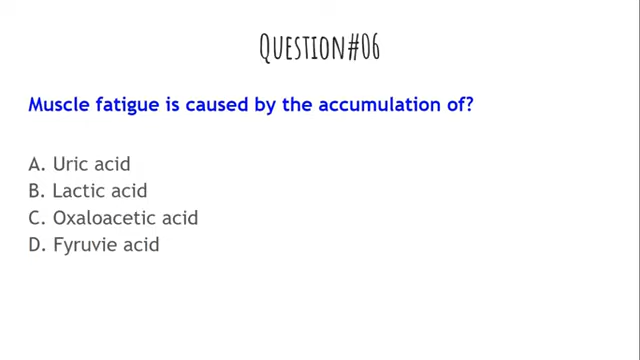 Question#06
Muscle fatigue is caused by the accumulation of?
A. Uric acid
B. Lactic acid
C. Oxaloacetic acid
D. Fyruvie acid